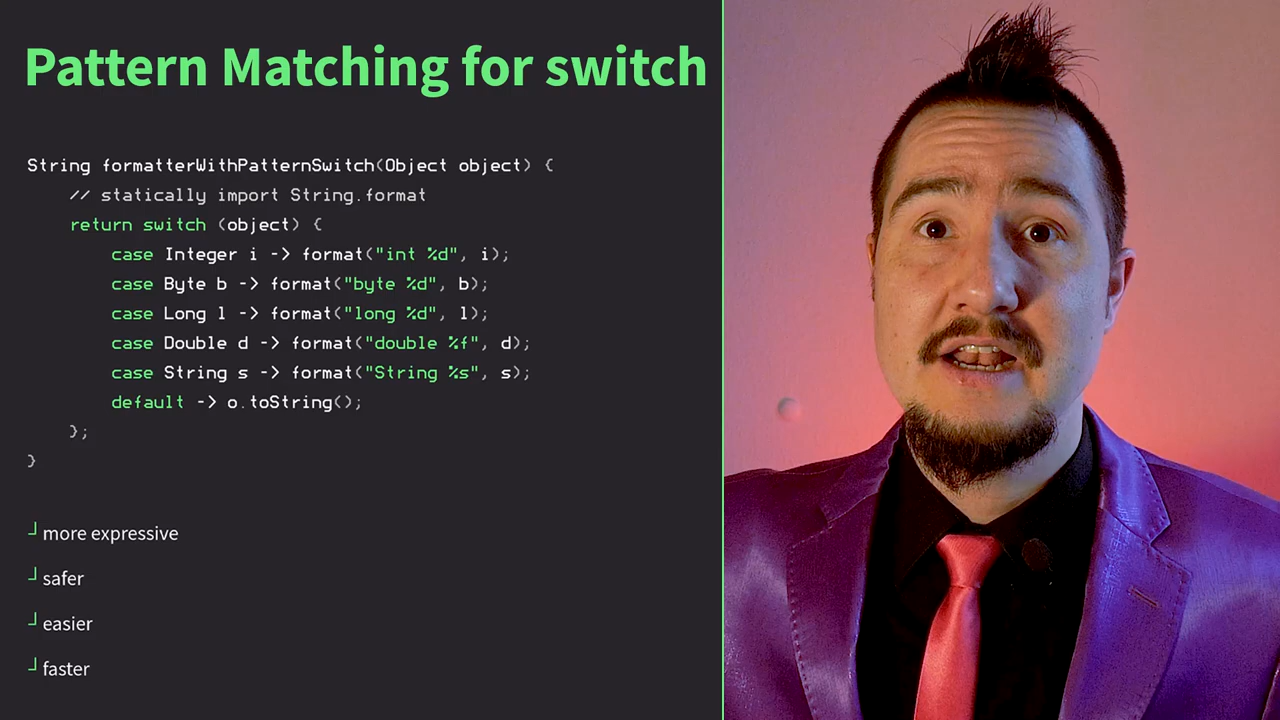 Pattern Matching for switch
String formatterWithPatternSwitch(Object object) {
    // statically import String.format
    return switch (object) {
        case Integer i -> format("int %d", i);
        case Byte b -> format("byte %d", b);
        case Long l -> format("long %d", l);
        case Double d -> format("double %f", d);
        case String s -> format("String %s", s);
        default -> o.toString();
    };
}
more expressive
safer
easier
faster